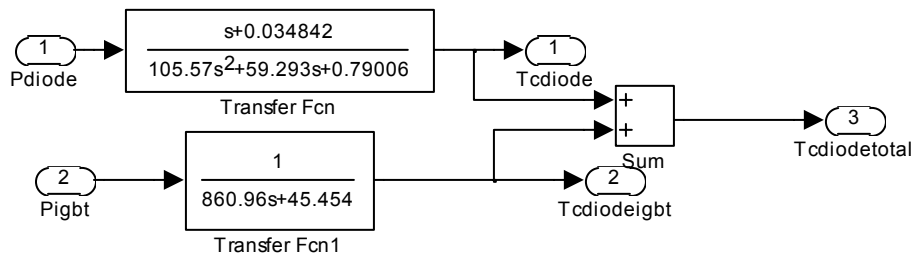 1
Pdiode
s+0.034842
105.57s²+59.293s+0.79006
Transfer Fcn
1
Tcdiode
2
Pigbt
1
860.96s+45.454
Transfer Fcn1
+
+
Sum
2
Tcdiodeigbt
3
Tcdiodetotal